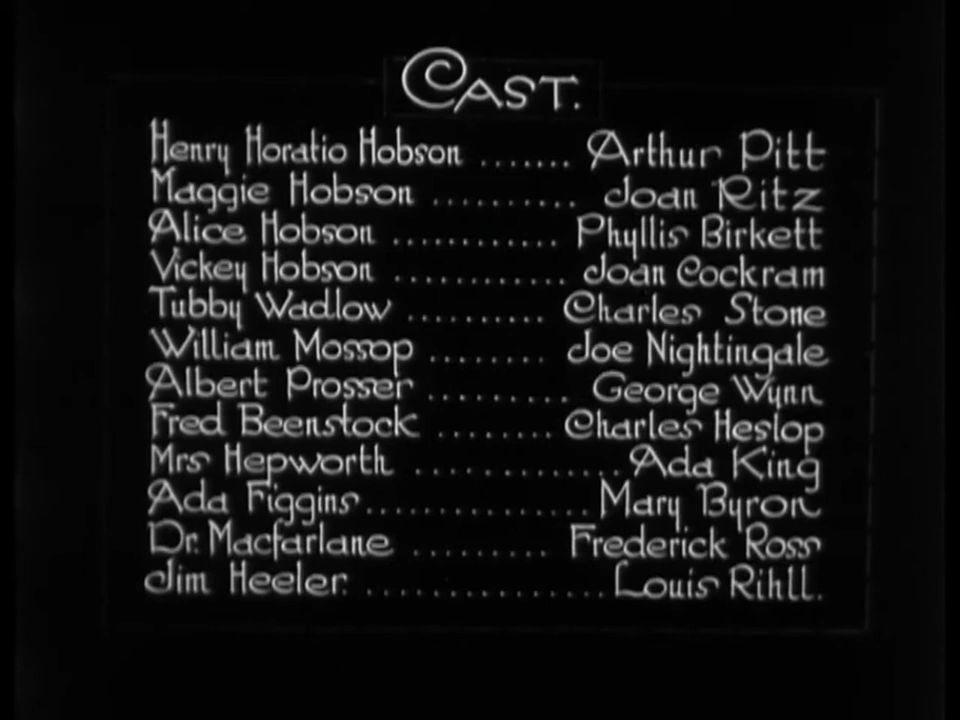 CAST.
Henry Horatio Hobson ....... Arthur Pitt
Maggie Hobson .......... Joan Ritz
Alice Hobson ............ Phyllis Birkett
Vickey Hobson ............ Joan Cockram
Tubby Wadlow .......... Charles Stone
William Mossop ........ Joe Nightingale
Albert Prosser .......... George Wynn
Fred Beenstock ........ Charles Heslop
Mrs Hepworth .............. Ada King
Ada Figgins................ Mary Byron
Dr. Macfarlane .......... Frederick Ross
Jim Heeler. ................ Louis Rihll.